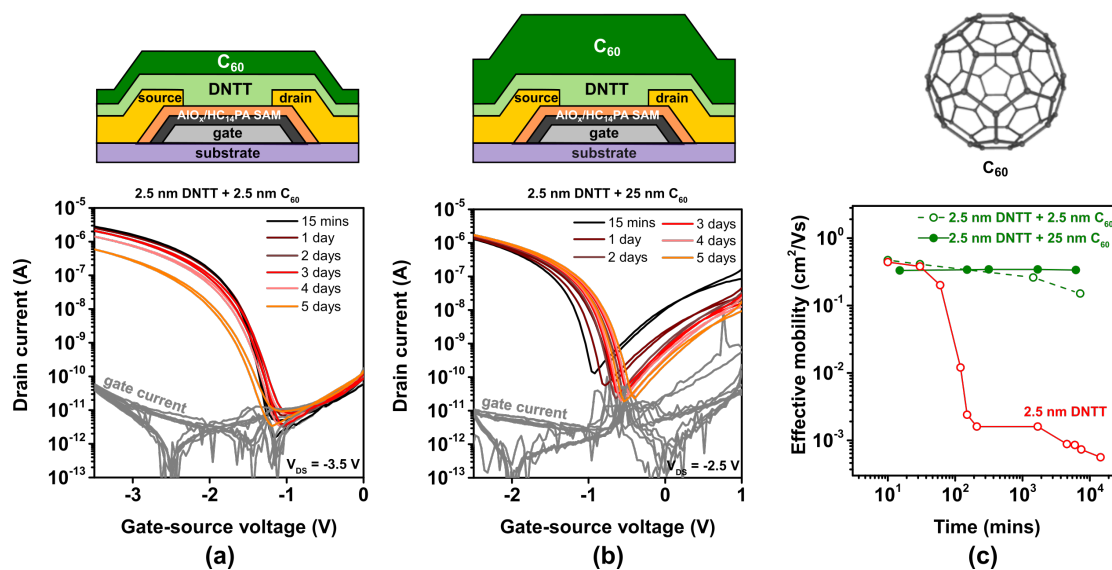 C60
DNTT
source
drain
AlOx/HC14PA SAM
gate
substrate
C60
DNTT
source
drain
AlOx/HC14PA SAM
gate
substrate
C60
2.5 nm DNTT + 2.5 nm C60
10-5
10-6
10-7
10-8
10-9
10-10
10-11
10-12
10-13
Drain current (A)
15 mins
1 day
2 days
3 days
4 days
5 days
gate current
VDS = -3.5 V
-3
-2
-1
0
Gate-source voltage (V)
(a)
2.5 nm DNTT + 25 nm C60
10-5
10-6
10-7
10-8
10-9
10-10
10-11
10-12
10-13
Drain current (A)
15 mins
1 day
2 days
3 days
4 days
5 days
gate current
VDS = -2.5 V
-2
-1
0
1
Gate-source voltage (V)
(b)
2.5 nm DNTT + 2.5 nm C60
2.5 nm DNTT + 25 nm C60
100
10-1
10-2
10-3
Effective mobility (cm2/Vs)
2.5 nm DNTT
101
102
103
104
Time (mins)
(c)